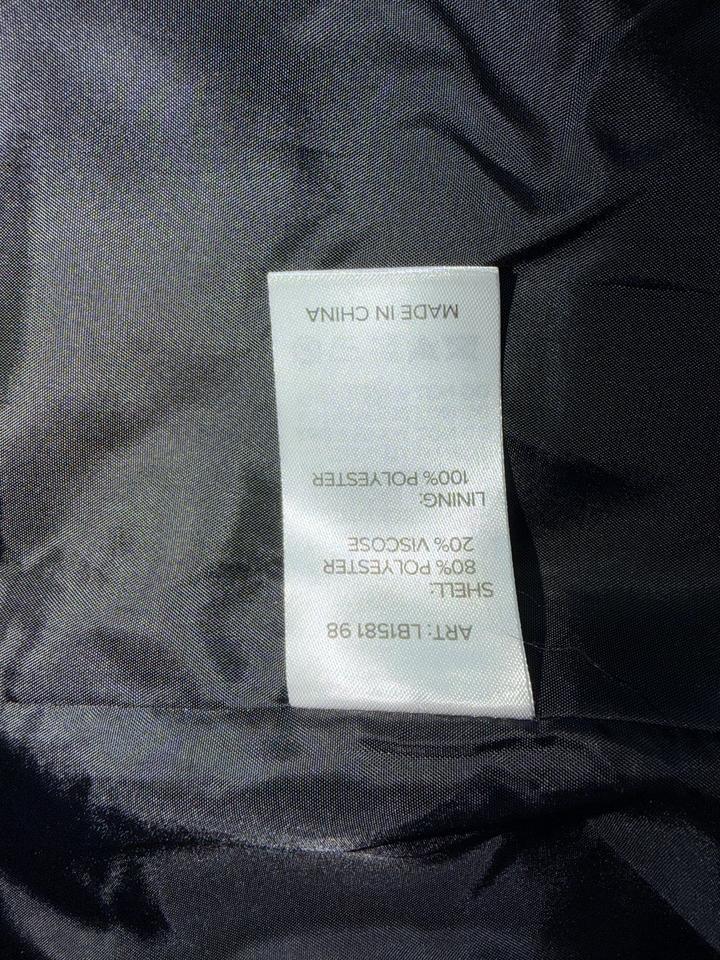 ART: LB1581 98
SHELL:
80% POLYESTER
20% VISCOSE
LINING:
100% POLYESTER
MADE IN CHINA